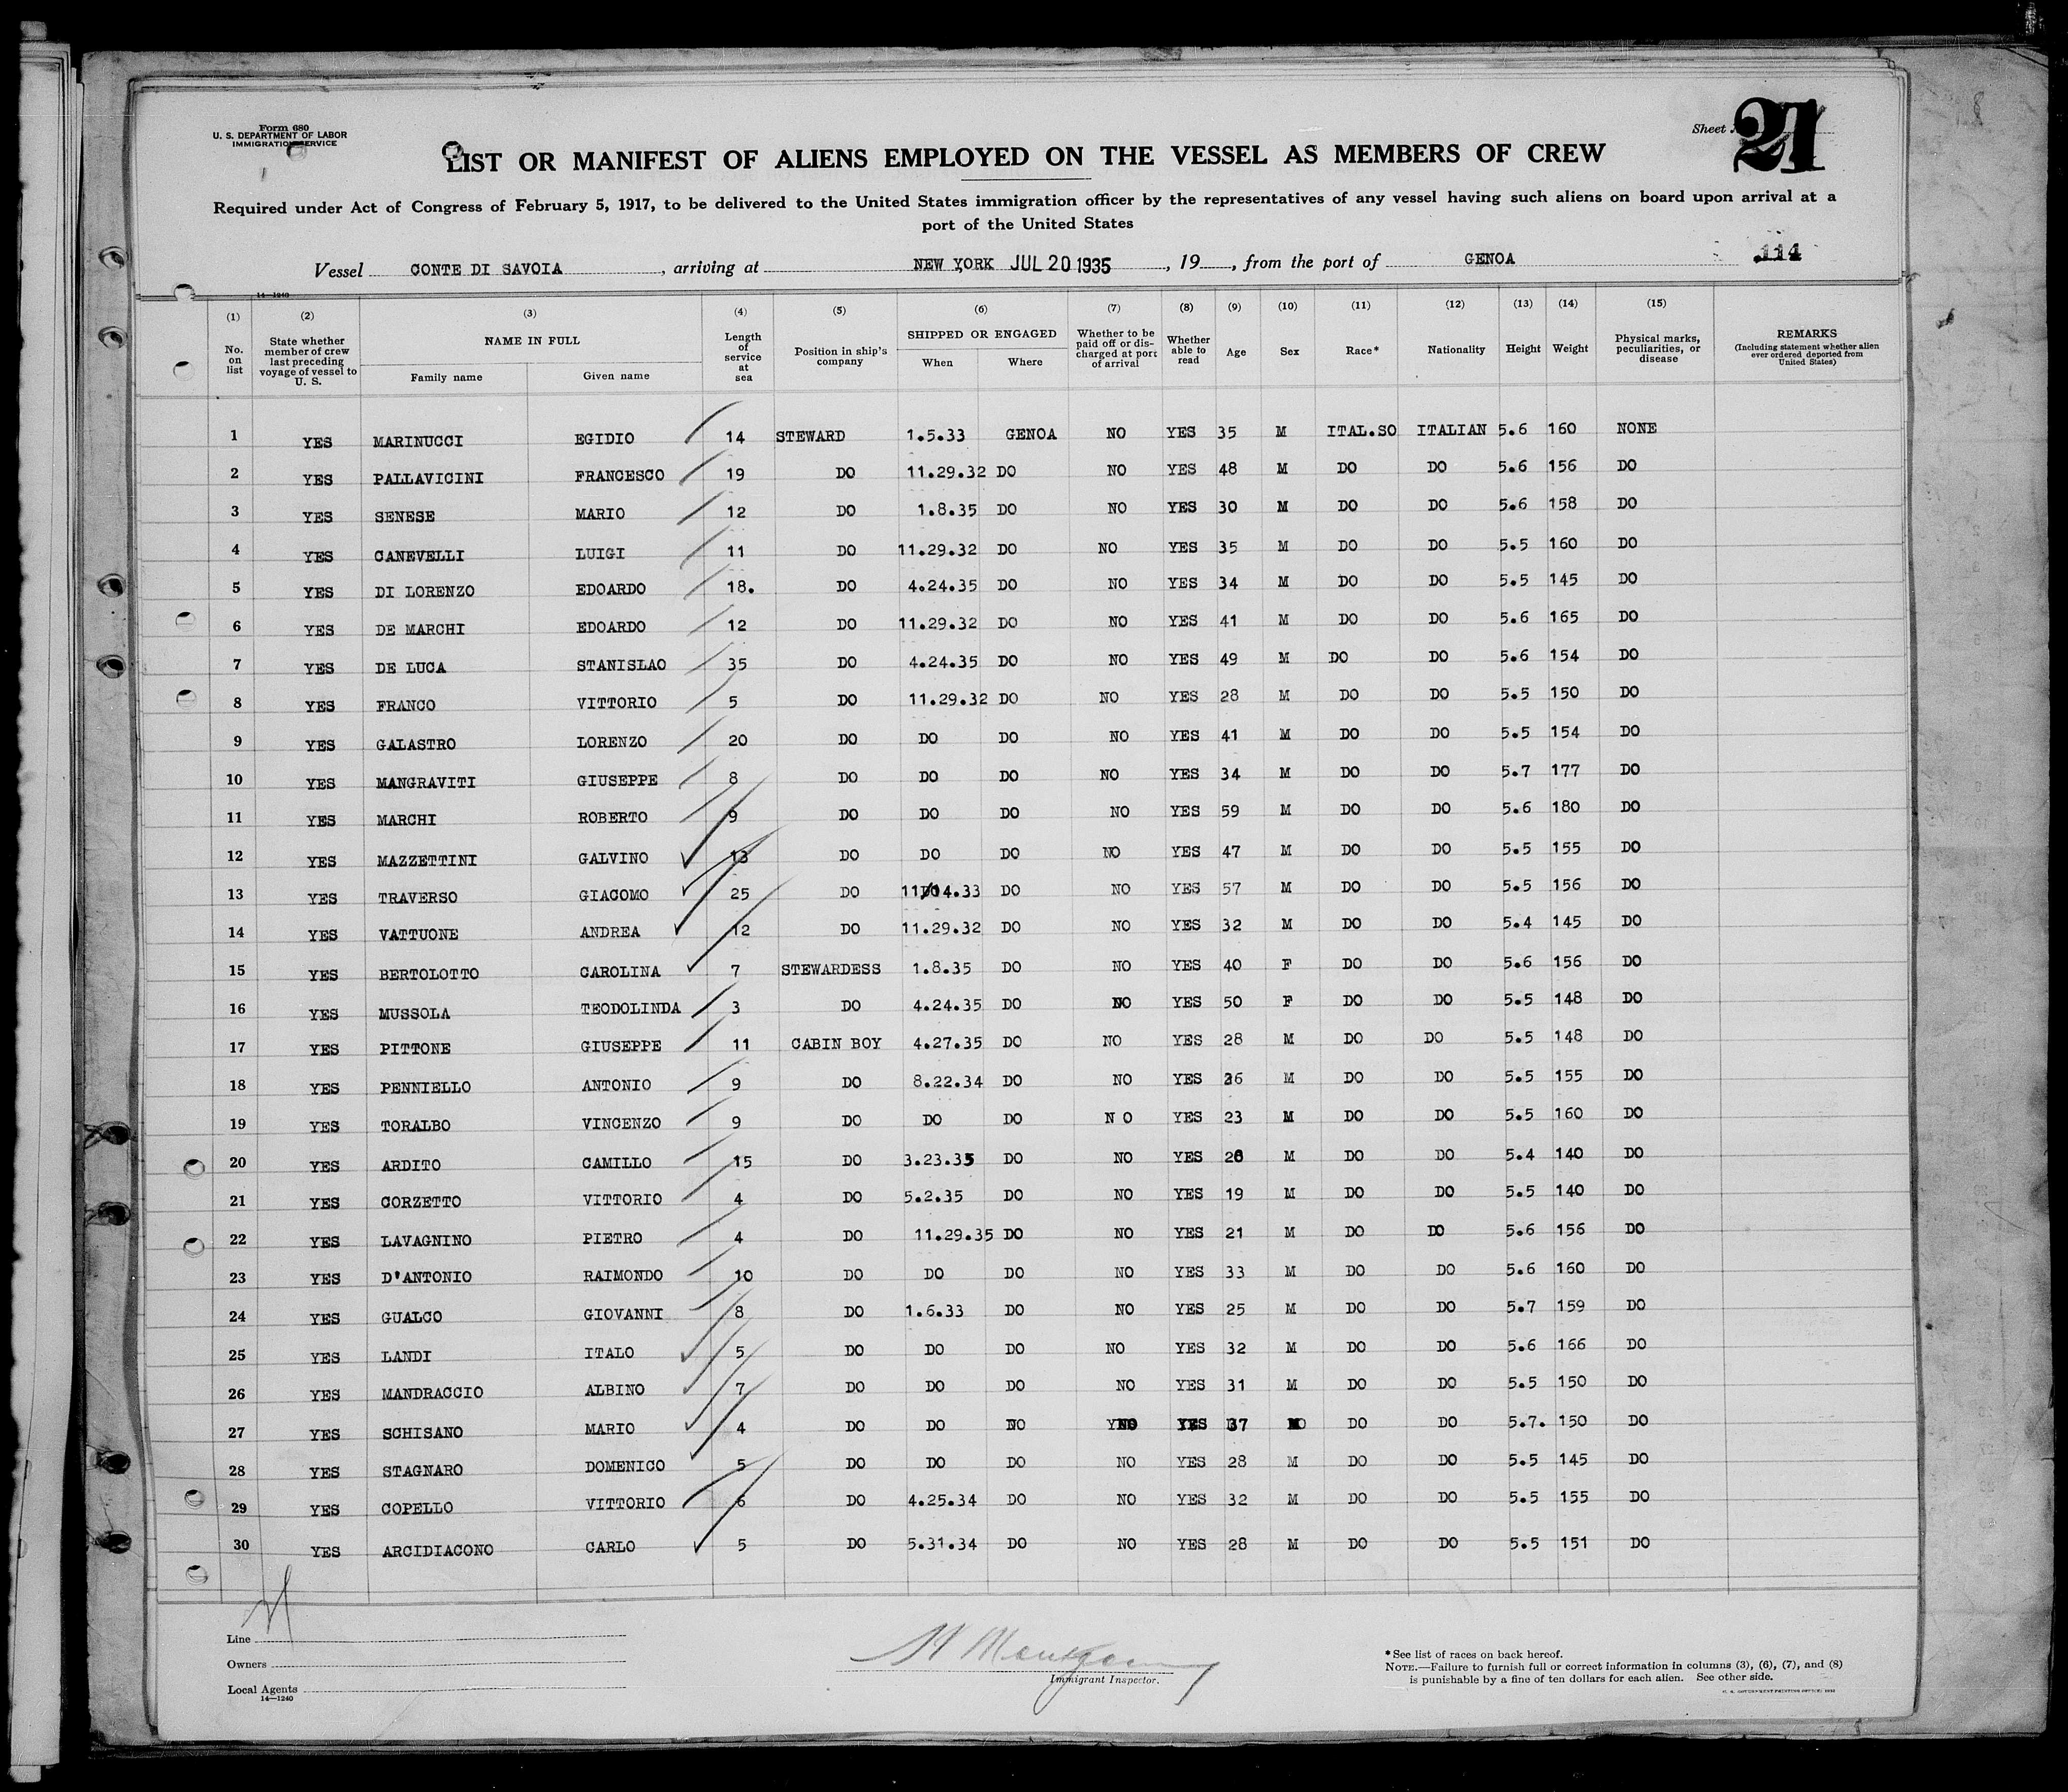 Form 680
U. S. DEPARTMENT OF LABOR
IMMIGRATION SERVICE
Sheet
21
LIST OR MANIFEST OF ALIENS EMPLOYED ON THE VESSEL AS MEMBERS OF CREW
Required under Act of Congress of February 5, 1917, to be delivered to the United States immigration officer by the representatives of any vessel having such aliens on board upon arrival at a
port of the United States
Vessel CONTE DI SAVOIA, arriving at NEW YORK JUL 20 1935, 19, from the port of GENOA 114
14—1240
(1) No. on list
(2) State whether member of crew last preceding voyage of vessel to U. S.
(3) NAME IN FULL Family name Given name
(4) Length of service at sea
(5) Position in ship's company
(6) SHIPPED OR ENGAGED When Where
(7) Whether to be paid off or discharged at port of arrival
(8) Whether able to read
(9) Age
(10) Sex
(11) Race*
(12) Nationality
(13) Height
(14) Weight
(15) Physical marks, peculiarities, or disease
REMARKS (Including statement whether alien ever ordered deported from United States)
1 YES MARINUCCI EGIDIO 14 STEWARD 1.5.33 GENOA NO YES 35 M ITAL.SO ITALIAN 5.6 160 NONE
2 YES PALLAVICINI FRANCESCO 19 DO 11.29.32 DO NO YES 48 M DO DO 5.6 156 DO
3 YES SENESE MARIO 12 DO 1.8.35 DO NO YES 30 M DO DO 5.6 158 DO
4 YES CANEVELLI LUIGI 11 DO 11.29.32 DO NO YES 35 M DO DO 5.5 160 DO
5 YES DI LORENZO EDOARDO 18. DO 4.24.35 DO NO YES 34 M DO DO 5.5 145 DO
6 YES DE MARCHI EDOARDO 12 DO 11.29.32 DO NO YES 41 M DO DO 5.6 165 DO
7 YES DE LUCA STANISLAO 35 DO 4.24.35 DO NO YES 49 M DO DO 5.6 154 DO
8 YES FRANCO VITTORIO 5 DO 11.29.32 DO NO YES 28 M DO DO 5.5 150 DO
9 YES GALASTRO LORENZO 20 DO DO DO NO YES 41 M DO DO 5.5 154 DO
10 YES MANGRAVITI GIUSEPPE 8 DO DO DO NO YES 34 M DO DO 5.7 177 DO
11 YES MARCHI ROBERTO 9 DO DO DO NO YES 59 M DO DO 5.6 180 DO
12 YES MAZZETTINI GALVINO 13 DO DO DO NO YES 47 M DO DO 5.5 155 DO
13 YES TRAVERSO GIACOMO 25 DO 11/14.33 DO NO YES 57 M DO DO 5.5 156 DO
14 YES VATTUONE ANDREA 12 DO 11.29.32 DO NO YES 32 M DO DO 5.4 145 DO
15 YES BERTOLOTTO CAROLINA 7 STEWARDESS 1.8.35 DO NO YES 40 F DO DO 5.6 156 DO
16 YES MUSSOLA TEODOLINDA 3 DO 4.24.35 DO NO YES 50 F DO DO 5.5 148 DO
17 YES PITTONE GIUSEPPE 11 CABIN BOY 4.27.35 DO NO YES 28 M DO DO 5.5 148 DO
18 YES PENNIELLO ANTONIO 9 DO 8.22.34 DO NO YES 26 M DO DO 5.5 155 DO
19 YES TORALBO VINCENZO 9 DO DO DO N O YES 23 M DO DO 5.5 160 DO
20 YES ARDITO CAMILLO 15 DO 3.23.35 DO NO YES 28 M DO DO 5.4 140 DO
21 YES CORZETTO VITTORIO 4 DO 5.2.35 DO NO YES 19 M DO DO 5.5 140 DO
22 YES LAVAGNINO PIETRO 4 DO 11.29.35 DO NO YES 21 M DO DO 5.6 156 DO
23 YES D'ANTONIO RAIMONDO 10 DO DO DO NO YES 33 M DO DO 5.6 160 DO
24 YES GUALCO GIOVANNI 8 DO 1.6.33 DO NO YES 25 M DO DO 5.7 159 DO
25 YES LANDI ITALO 5 DO DO DO NO YES 32 M DO DO 5.6 166 DO
26 YES MANDRACCIO ALBINO 7 DO DO DO NO YES 31 M DO DO 5.5 150 DO
27 YES SCHISANO MARIO 4 DO DO NO YES 37 DO DO 5.7. 150 DO
28 YES STAGNARO DOMENICO 5 DO DO DO NO YES 28 M DO DO 5.5 145 DO
29 YES COPELLO VITTORIO 6 DO 4.25.34 DO NO YES 32 M DO DO 5.5 155 DO
30 YES ARCIDIACONO CARLO 5 DO 5.31.34 DO NO YES 28 M DO DO 5.5 151 DO
Line
Owners
Local Agents
14—1240
Immigrant Inspector.
*See list of races on back hereof.
NOTE.—Failure to furnish full or correct information in columns (3), (6), (7), and (8)
is punishable by a fine of ten dollars for each alien. See other side.